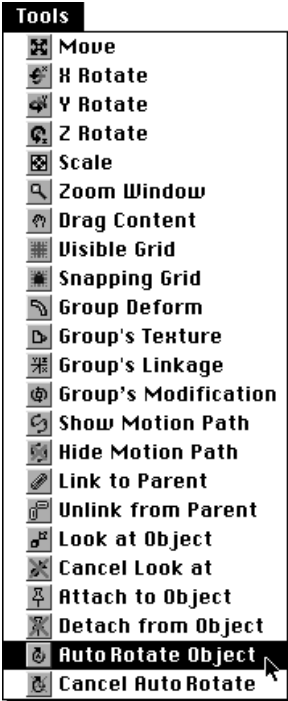 Tools
Move
X Rotate
Y Rotate
Z Rotate
Scale
Zoom Window
Drag Content
Visible Grid
Snapping Grid
Group Deform
Group's Texture
Group's Linkage
Group's Modification
Show Motion Path
Hide Motion Path
Link to Parent
Unlink from Parent
Look at Object
Cancel Look at
Attach to Object
Detach from Object
Auto Rotate Object
Cancel Auto Rotate